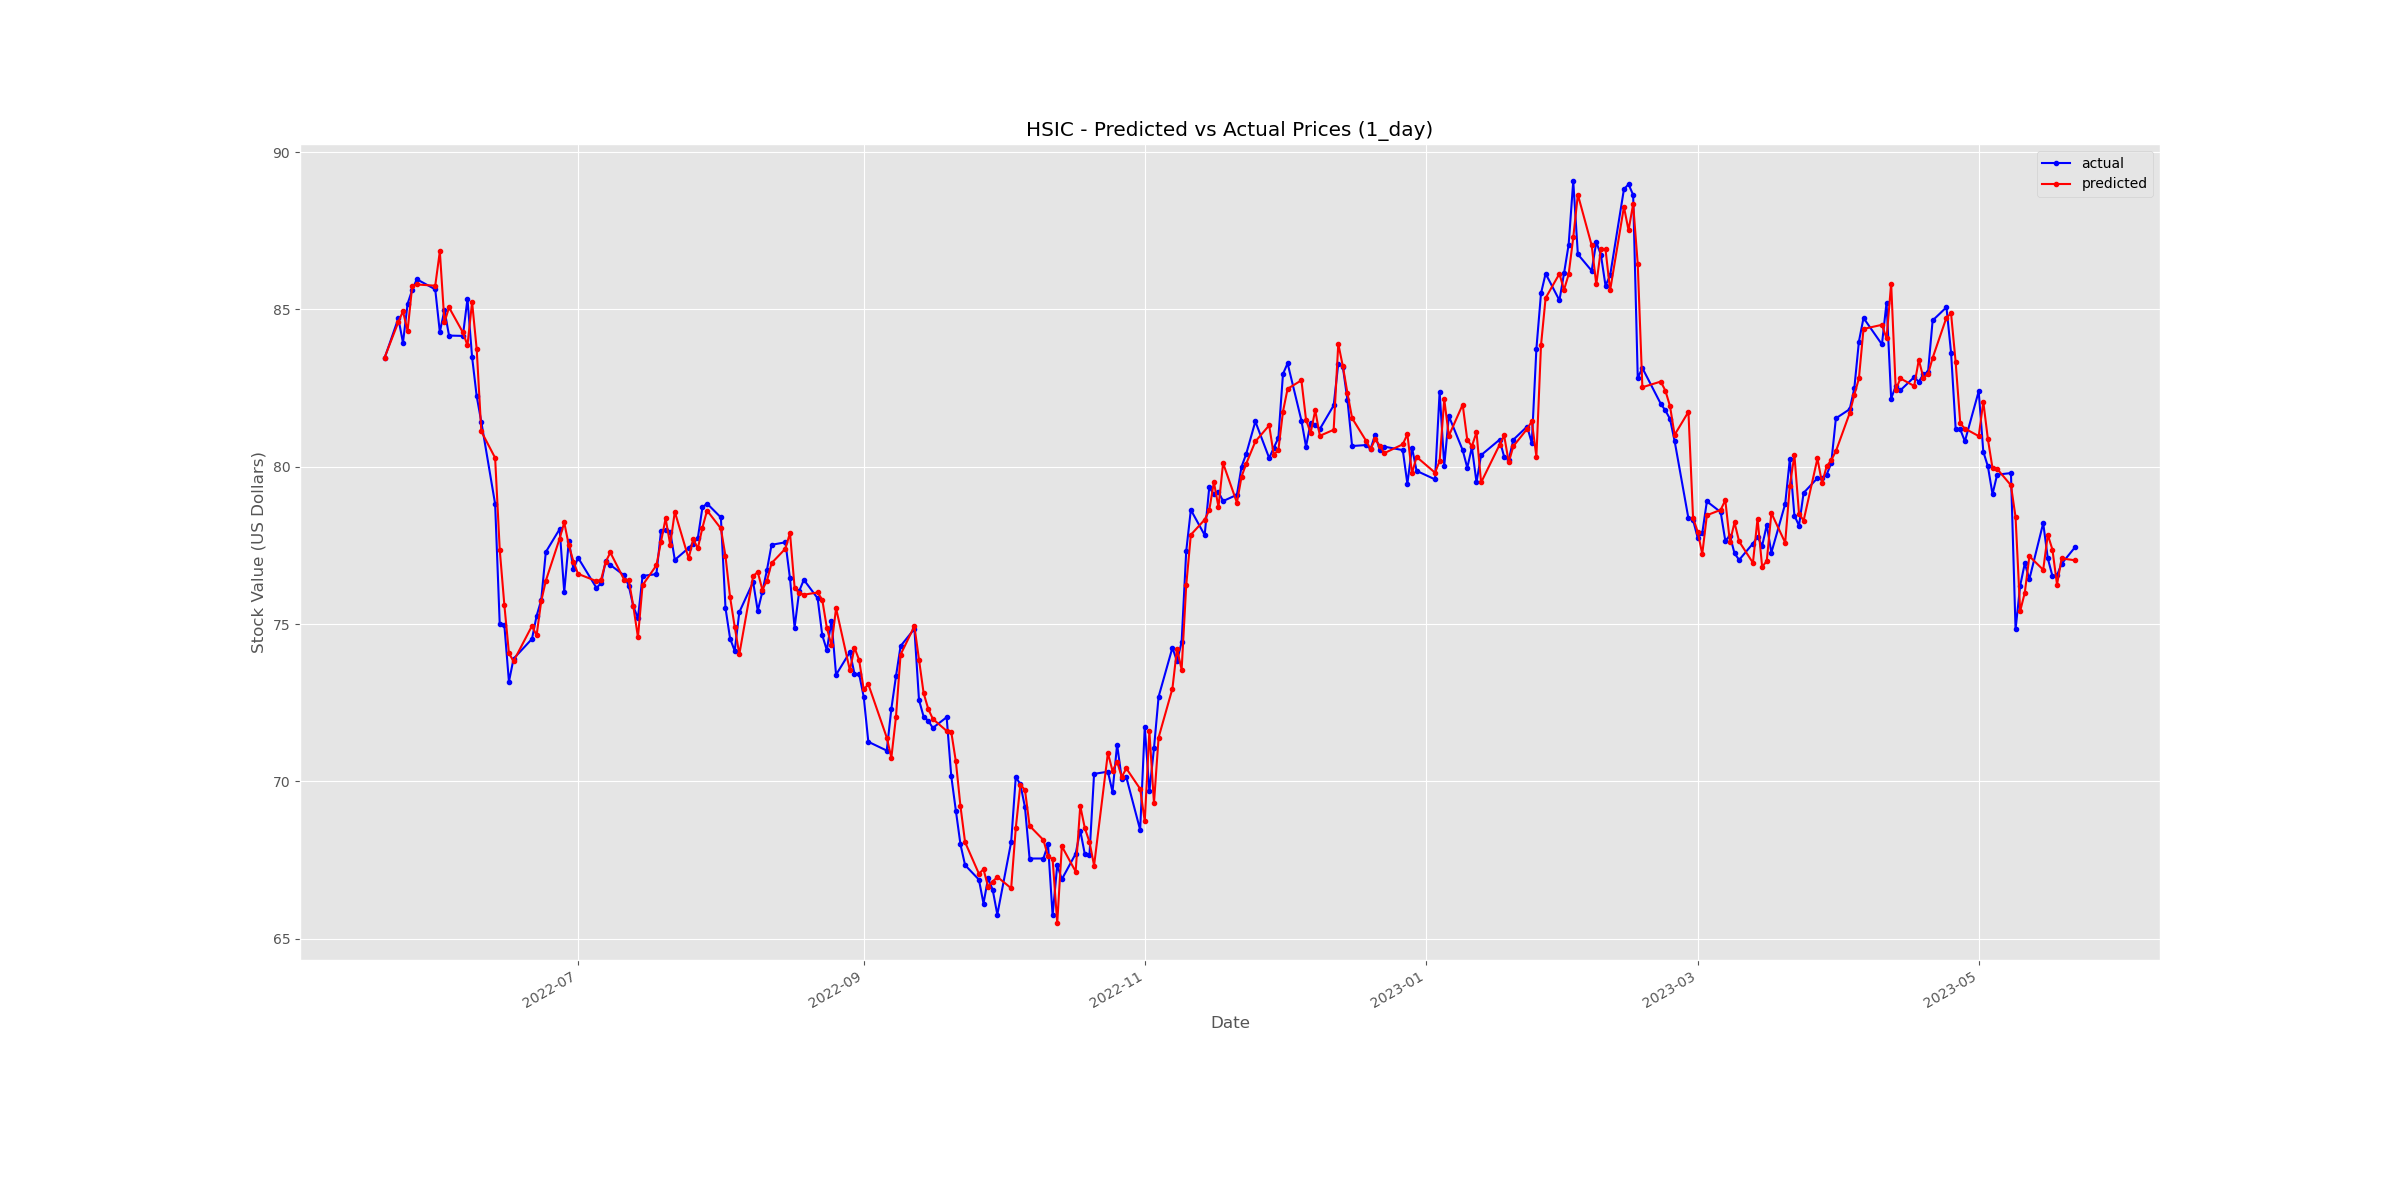 HSIC - Predicted vs Actual Prices (1_day)
actual
predicted
90
85
80
75
70
65
Stock Value (US Dollars)
2022-07
2022-09
2022-11
2023-01
2023-03
2023-05
Date